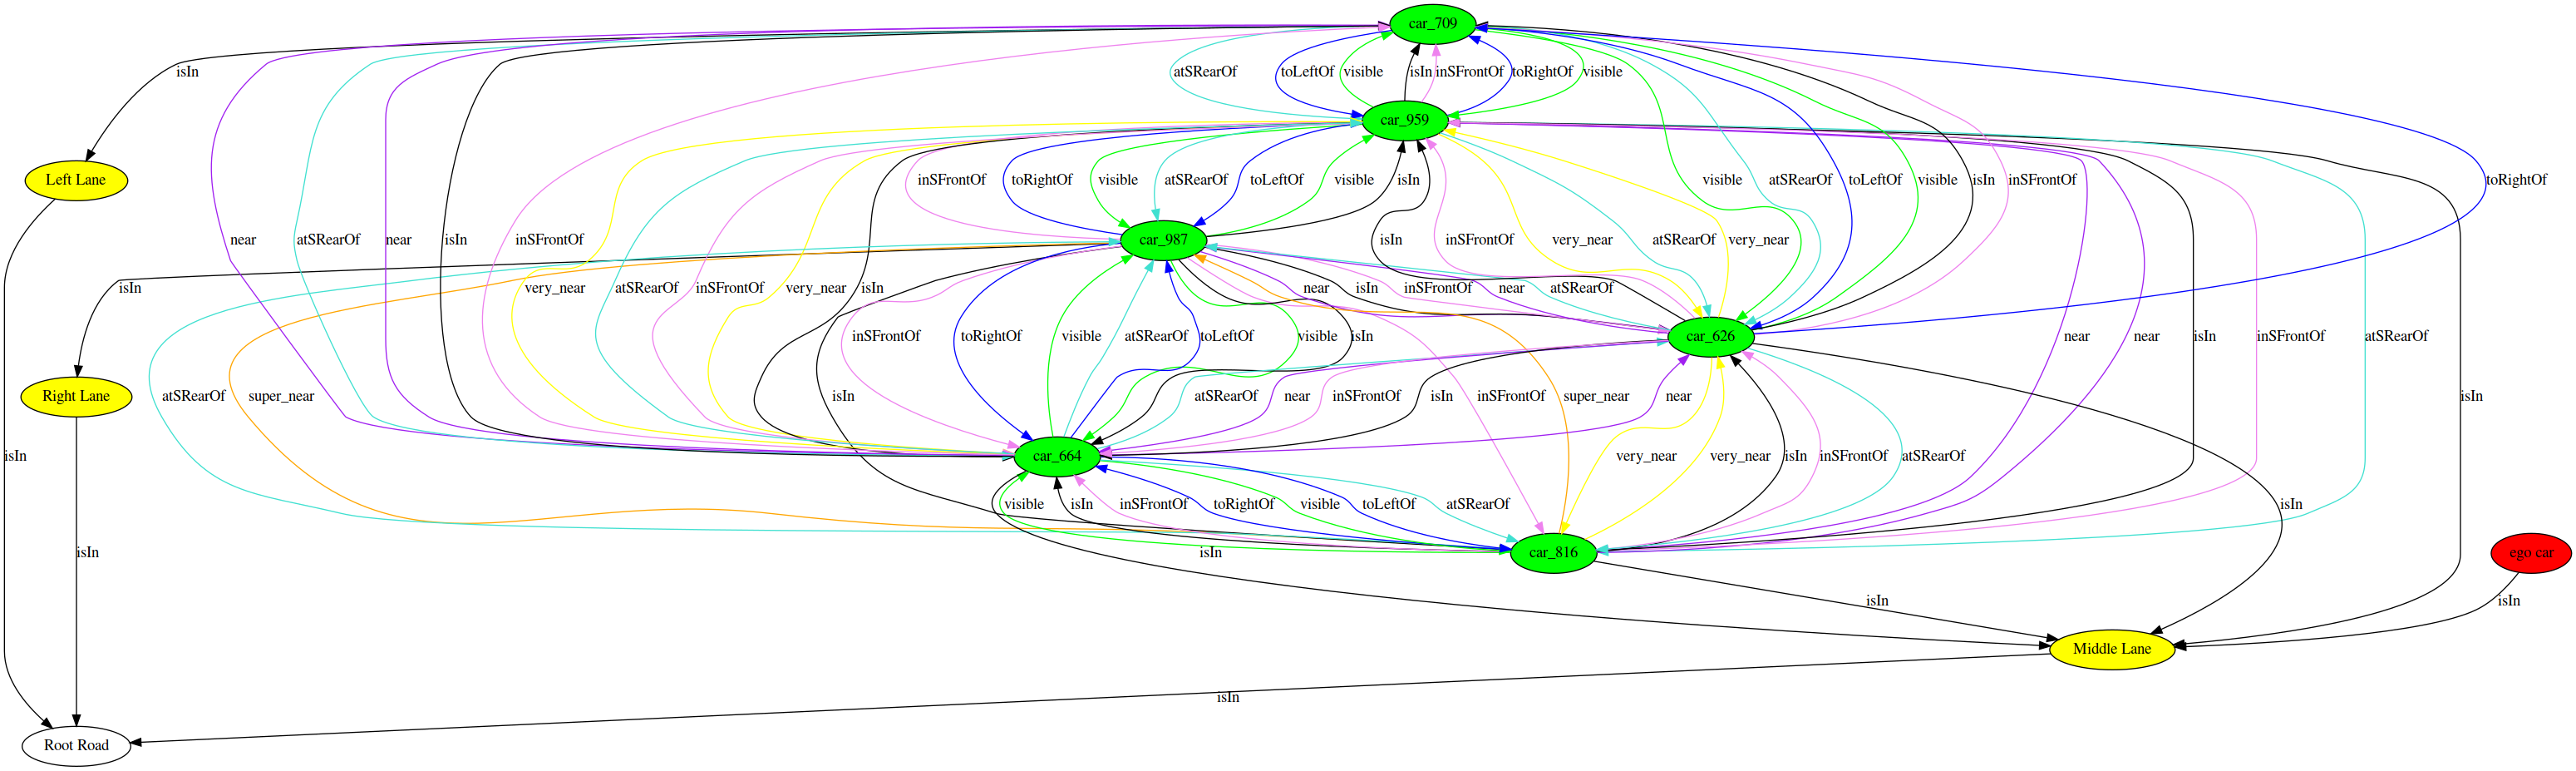 car_709
isIn
atSRearOf
toLeftOf
visible
isIn
inSFrontOf
toRightOf
visible
car_959
Left Lane
inSFrontOf
toRightOf
visible
atSRearOf
toLeftOf
visible
isIn
visible
atSRearOf
toLeftOf
visible
isIn
inSFrontOf
toRightOf
near
atSRearOf
near
isIn
inSFrontOf
car_987
isIn
inSFrontOf
very_near
atSRearOf
very_near
isIn
very_near
atSRearOf
inSFrontOf
very_near
isIn
near
isIn
inSFrontOf
near
atSRearOf
inSFrontOf
toRightOf
visible
atSRearOf
toLeftOf
visible
isIn
car_626
near
near
isIn
inSFrontOf
atSRearOf
Right Lane
atSRearOf
super_near
isIn
atSRearOf
near
inSFrontOf
isIn
inSFrontOf
super_near
near
isIn
isIn
car_664
very_near
very_near
isIn
inSFrontOf
atSRearOf
visible
isIn
inSFrontOf
toRightOf
visible
toLeftOf
atSRearOf
isIn
isIn
isIn
car_816
ego car
isIn
isIn
Middle Lane
isIn
Root Road